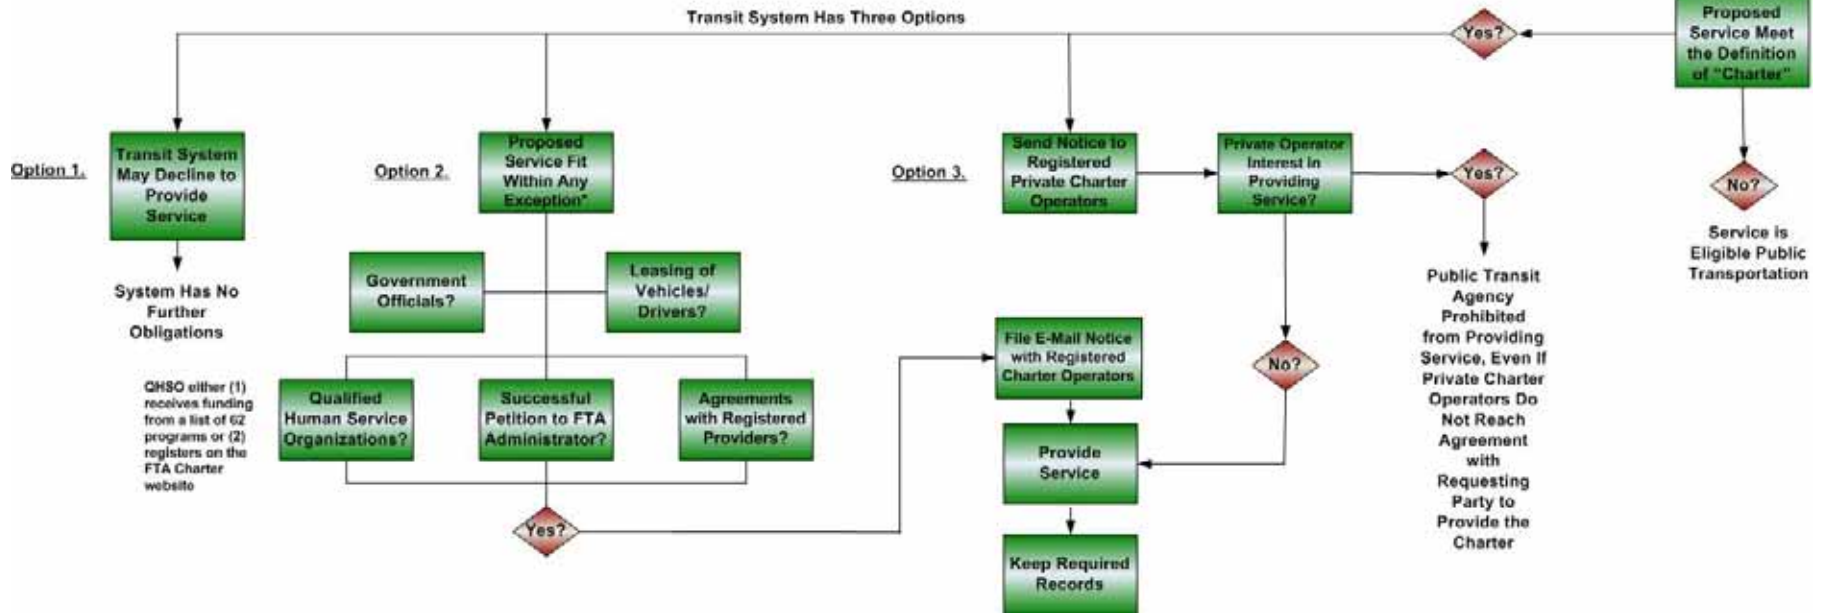 Transit System Has Three Options
Yes?
Proposed
Service Meet
the Definition
of "Charter"
No?
Service is
Eligible Public
Transportation
Option 1.
Transit System
May Decline to
Provide
Service
System Has No
Further
Obligations
Option 2.
Proposed
Service Fit
Within Any
Exception"
Government
Officials?
Leasing of
Vehicles/
Drivers?
QHSO either (1)
receives funding
from a list of 62
programs or (2)
registers on the
FTA Charter
website
Qualified
Human Service
Organizations?
Successful
Petition to FTA
Administrator?
Agreements
with Registered
Providers?
Yes?
Option 3.
Send Notice to
Registered
Private Charter
Operators
Private Operator
Interest in
Providing
Service?
Yes?
Public Transit
Agency
Prohibited
from Providing
Service, Even If
Private Charter
Operators Do
Not Reach
Agreement
with
Requesting
Party to
Provide the
Charter
No?
File E-Mail Notice
with Registered
Charter Operators
Provide
Service
Keep Required
Records